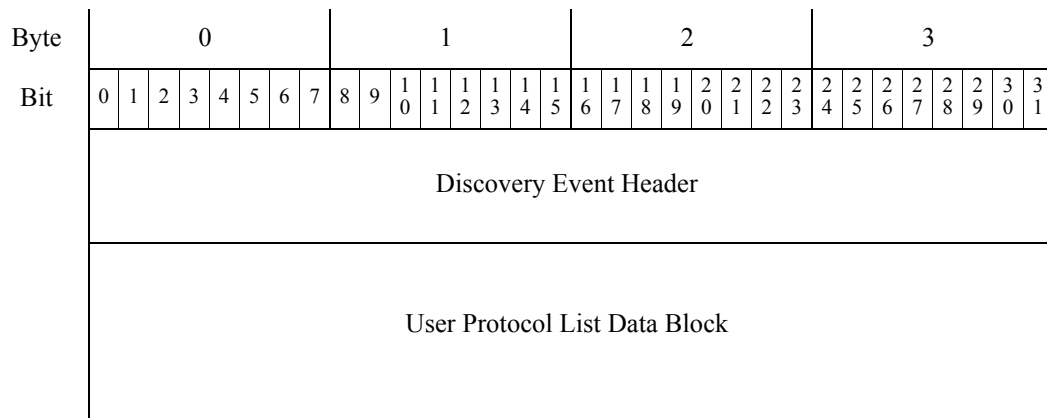 Byte 0 1 2 3
Bit 0 1 2 3 4 5 6 7 8 9 10 11 12 13 14 15 16 17 18 19 20 21 22 23 24 25 26 27 28 29 30 31
Discovery Event Header
User Protocol List Data Block